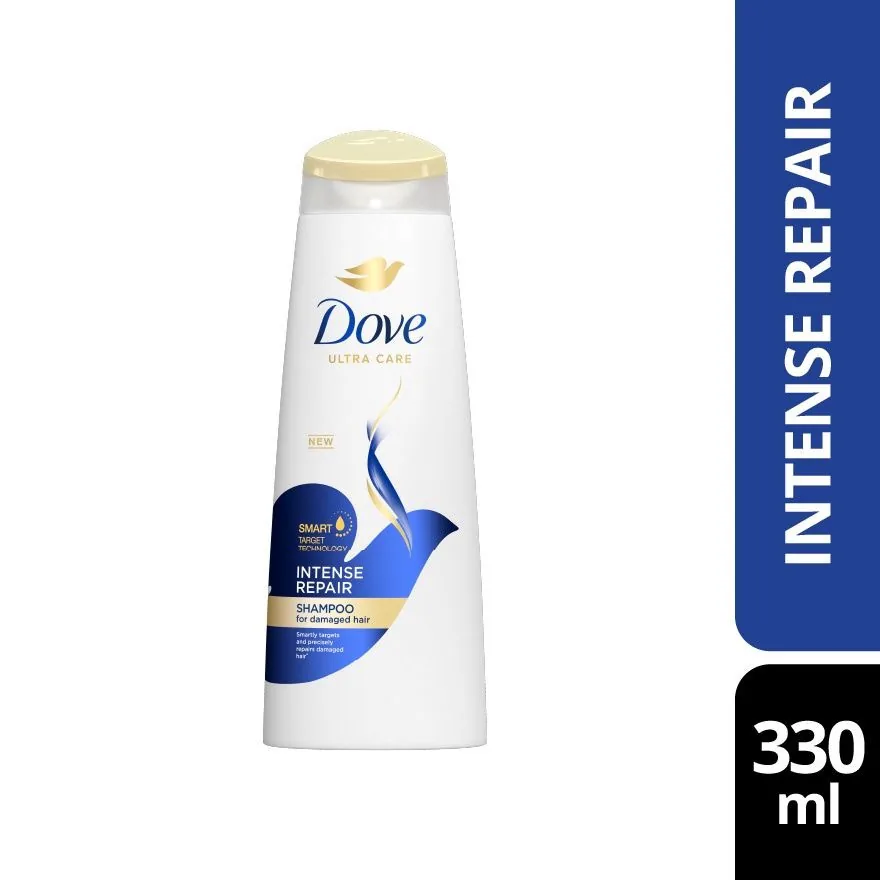 Dove
ULTRA CARE
NEW
SMART
TARGET
TECHNOLOGY
INTENSE
REPAIR
SHAMPOO
for damaged hair
Smartly targets
and precisely
repairs damaged
hair*
INTENSE REPAIR
330
ml